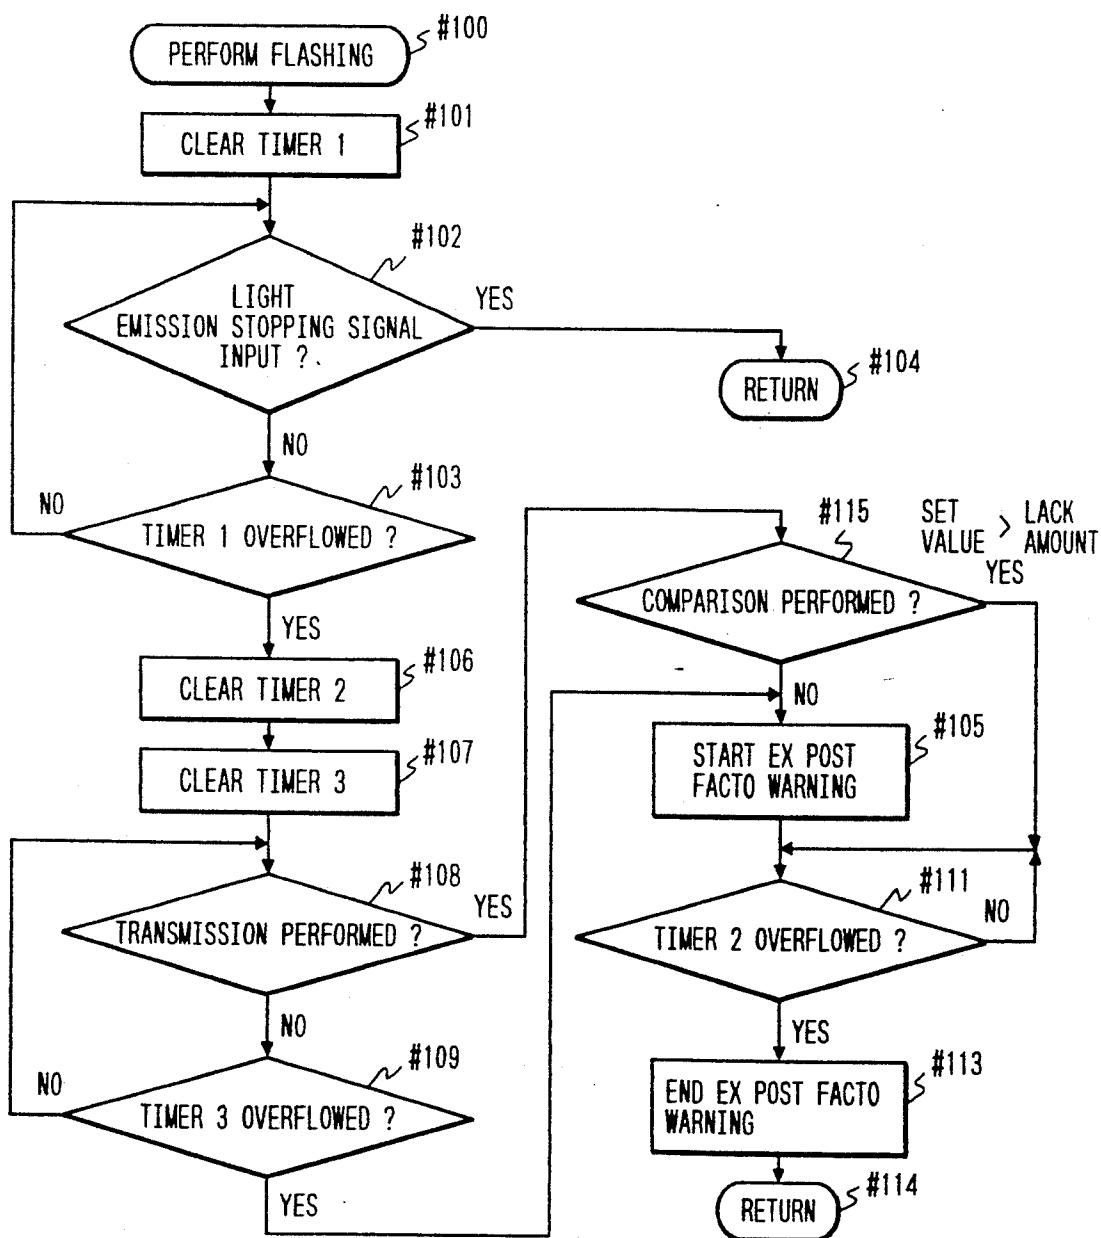 #100
PERFORM FLASHING
#101
CLEAR TIMER 1
#102
LIGHT
EMISSION STOPPING SIGNAL
INPUT ?
YES
#104
RETURN
NO
#103
NO
TIMER 1 OVERFLOWED ?
YES
#106
CLEAR TIMER 2
#107
CLEAR TIMER 3
#108
YES
TRANSMISSION PERFORMED ?
NO
#109
NO
TIMER 3 OVERFLOWED ?
YES
#115
SET
VALUE > LACK
AMOUNT
YES
COMPARISON PERFORMED ?
NO
#105
START EX POST
FACTO WARNING
#111
NO
TIMER 2 OVERFLOWED ?
YES
#113
END EX POST FACTO
WARNING
#114
RETURN